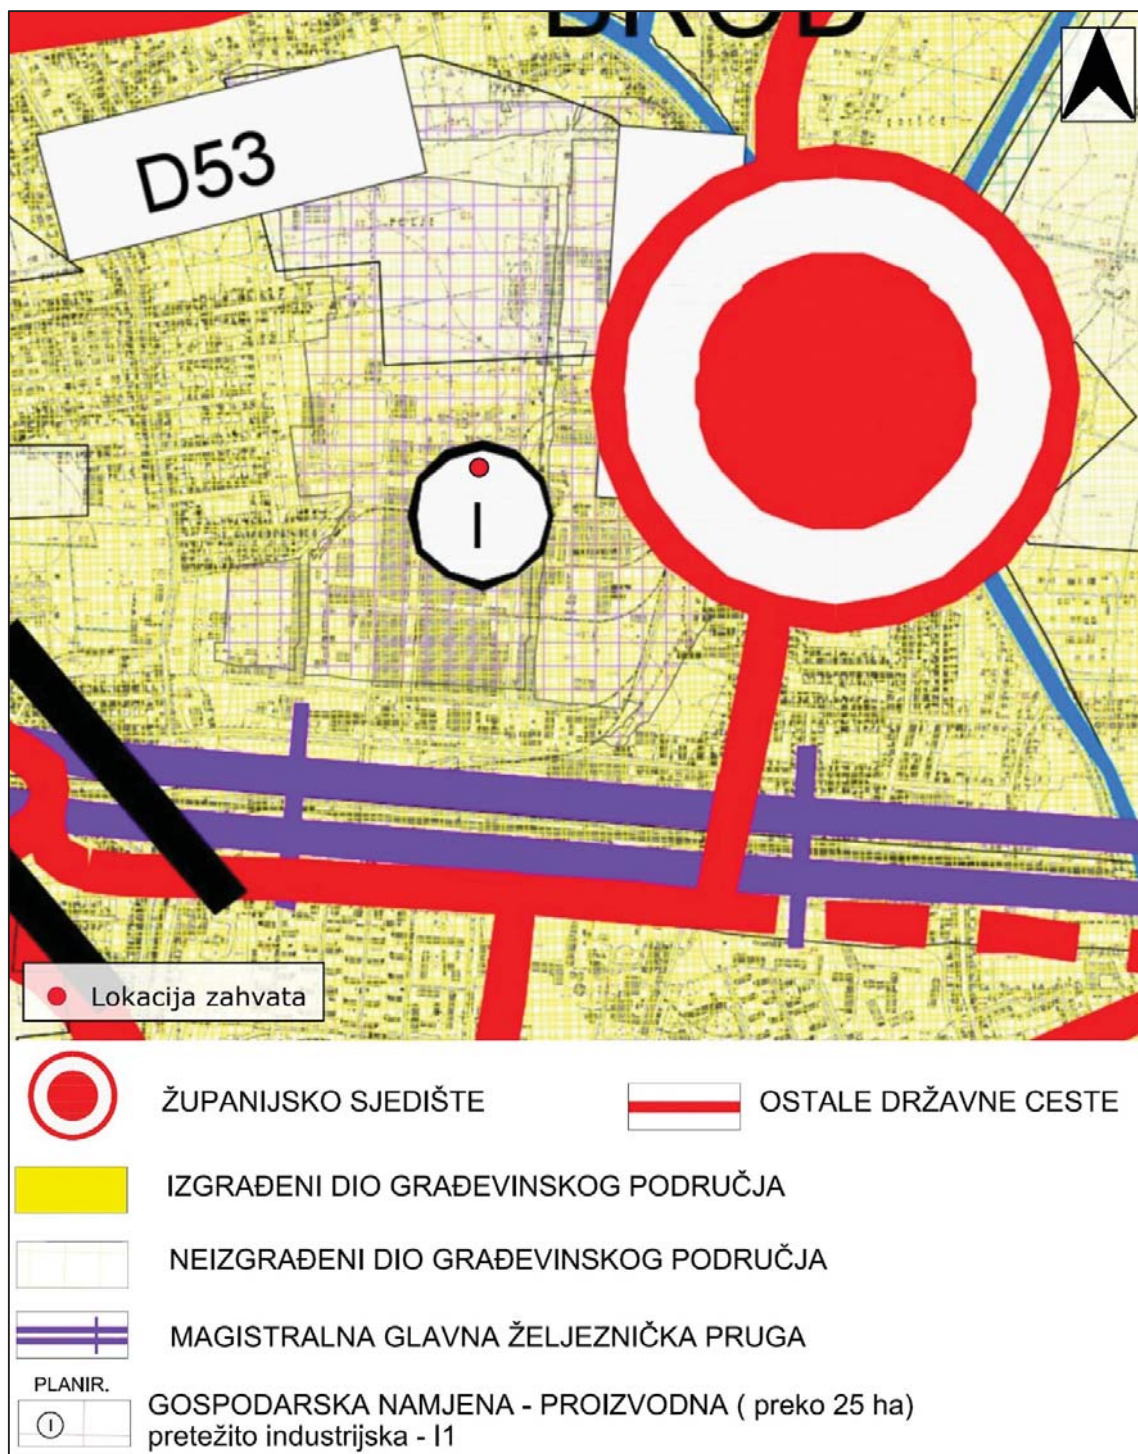 BROD
D53
I
Lokacija zahvata
ŽUPANIJSKO SJEDIŠTE
OSTALE DRŽAVNE CESTE
IZGRAĐENI DIO GRAĐEVINSKOG PODRUČJA
NEIZGRAĐENI DIO GRAĐEVINSKOG PODRUČJA
MAGISTRALNA GLAVNA ŽELJEZNIČKA PRUGA
PLANIR.
I
GOSPODARSKA NAMJENA - PROIZVODNA ( preko 25 ha)
pretežito industrijska - I1